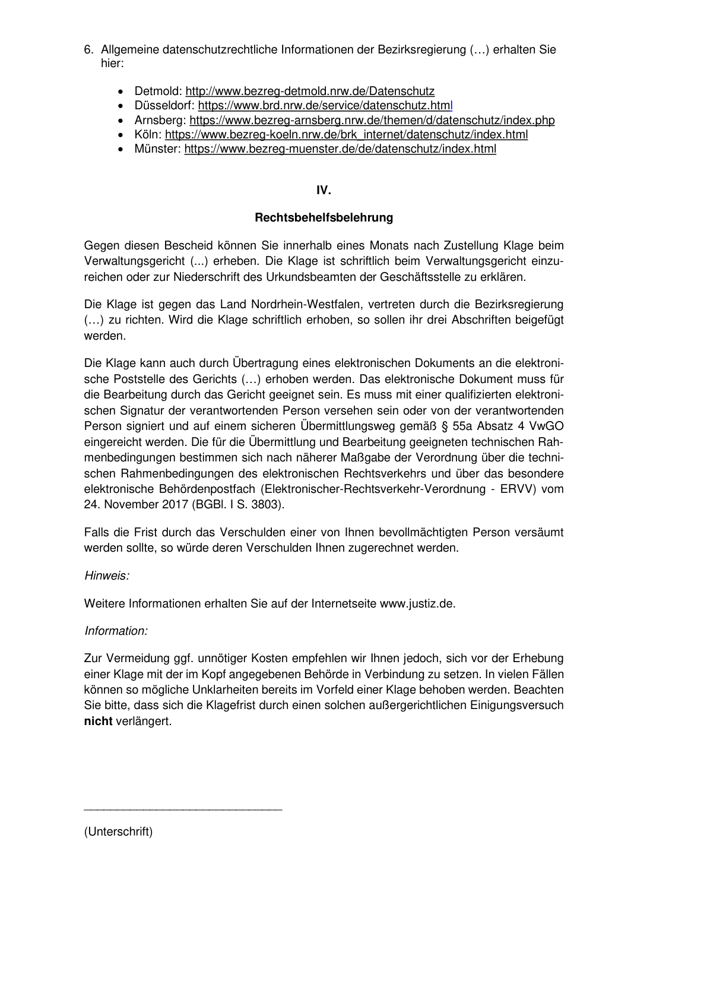 6. Allgemeine datenschutzrechtliche Informationen der Bezirksregierung (…) erhalten Sie
hier:
• Detmold: http://www.bezreg-detmold.nrw.de/Datenschutz
• Düsseldorf: https://www.brd.nrw.de/service/datenschutz.html
• Arnsberg: https://www.bezreg-arnsberg.nrw.de/themen/d/datenschutz/index.php
• Köln: https://www.bezreg-koeln.nrw.de/brk_internet/datenschutz/index.html
• Münster: https://www.bezreg-muenster.de/de/datenschutz/index.html
IV.
Rechtsbehelfsbelehrung
Gegen diesen Bescheid können Sie innerhalb eines Monats nach Zustellung Klage beim
Verwaltungsgericht (...) erheben. Die Klage ist schriftlich beim Verwaltungsgericht einzu-
reichen oder zur Niederschrift des Urkundsbeamten der Geschäftsstelle zu erklären.
Die Klage ist gegen das Land Nordrhein-Westfalen, vertreten durch die Bezirksregierung
(…) zu richten. Wird die Klage schriftlich erhoben, so sollen ihr drei Abschriften beigefügt
werden.
Die Klage kann auch durch Übertragung eines elektronischen Dokuments an die elektroni-
sche Poststelle des Gerichts (…) erhoben werden. Das elektronische Dokument muss für
die Bearbeitung durch das Gericht geeignet sein. Es muss mit einer qualifizierten elektroni-
schen Signatur der verantwortenden Person versehen sein oder von der verantwortenden
Person signiert und auf einem sicheren Übermittlungsweg gemäß § 55a Absatz 4 VwGO
eingereicht werden. Die für die Übermittlung und Bearbeitung geeigneten technischen Rah-
menbedingungen bestimmen sich nach näherer Maßgabe der Verordnung über die techni-
schen Rahmenbedingungen des elektronischen Rechtsverkehrs und über das besondere
elektronische Behördenpostfach (Elektronischer-Rechtsverkehr-Verordnung - ERVV) vom
24. November 2017 (BGBl. I S. 3803).
Falls die Frist durch das Verschulden einer von Ihnen bevollmächtigten Person versäumt
werden sollte, so würde deren Verschulden Ihnen zugerechnet werden.
Hinweis:
Weitere Informationen erhalten Sie auf der Internetseite www.justiz.de.
Information:
Zur Vermeidung ggf. unnötiger Kosten empfehlen wir Ihnen jedoch, sich vor der Erhebung
einer Klage mit der im Kopf angegebenen Behörde in Verbindung zu setzen. In vielen Fällen
können so mögliche Unklarheiten bereits im Vorfeld einer Klage behoben werden. Beachten
Sie bitte, dass sich die Klagefrist durch einen solchen außergerichtlichen Einigungsversuch
nicht verlängert.
______________________________
(Unterschrift)